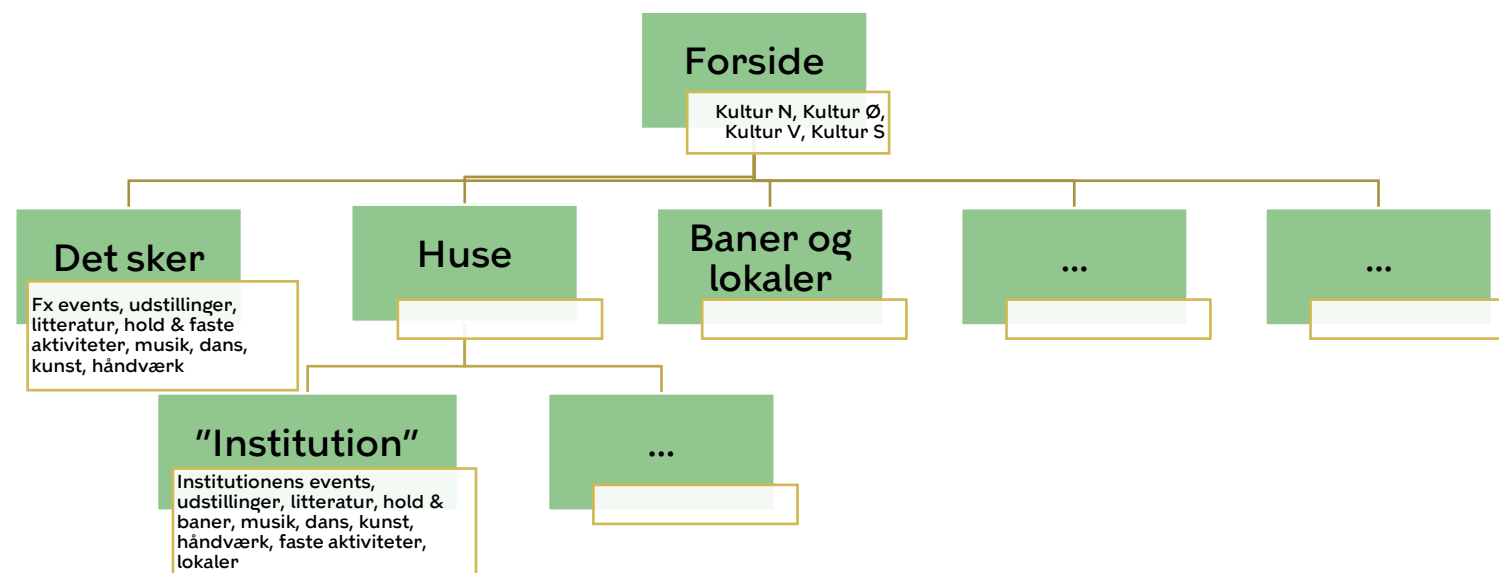 Forside
Kultur N, Kultur Ø,
Kultur V, Kultur S
Det sker
Fx events, udstillinger,
litteratur, hold & faste
aktiviteter, musik, dans,
kunst, håndværk
Huse
Baner og
lokaler
...
...
”Institution”
Institutionens events,
udstillinger, litteratur, hold &
baner, musik, dans, kunst,
håndværk, faste aktiviteter,
lokaler
...